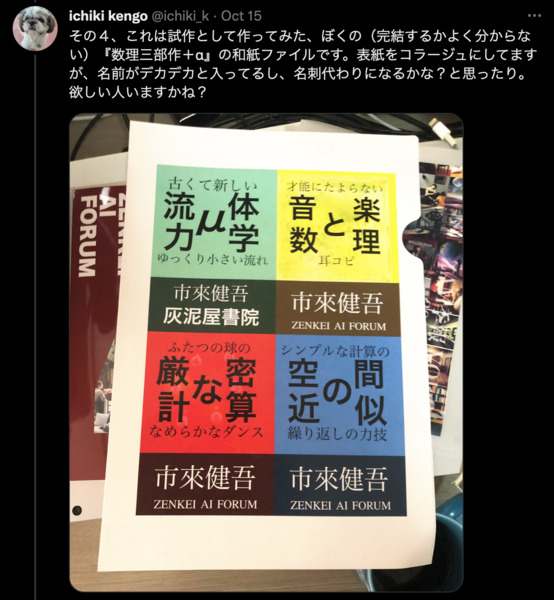 ichiki kengo @ichiki_k · Oct 15
その４、これは試作として作ってみた、ぼくの（完結するかよく分からな
い）『数理三部作＋α』の和紙ファイルです。表紙をコラージュにしてます
が、名前がデカデカと入ってるし、名刺代わりになるかな？と思ったり。
欲しい人いますかね？
ZENKEI
AI
FORUM
古くて新しい
流体
μ
力学
ゆっくり小さい流れ
市來健吾
灰泥屋書院
才能にたよらない
音楽
と
数理
耳コピ
市來健吾
ZENKEI AI FORUM
ふたつの球の
厳密
な
計算
なめらかなダンス
市來健吾
ZENKEI AI FORUM
シンプルな計算の
空間
の
近似
繰り返しの力技
市來健吾
ZENKEI AI FORUM